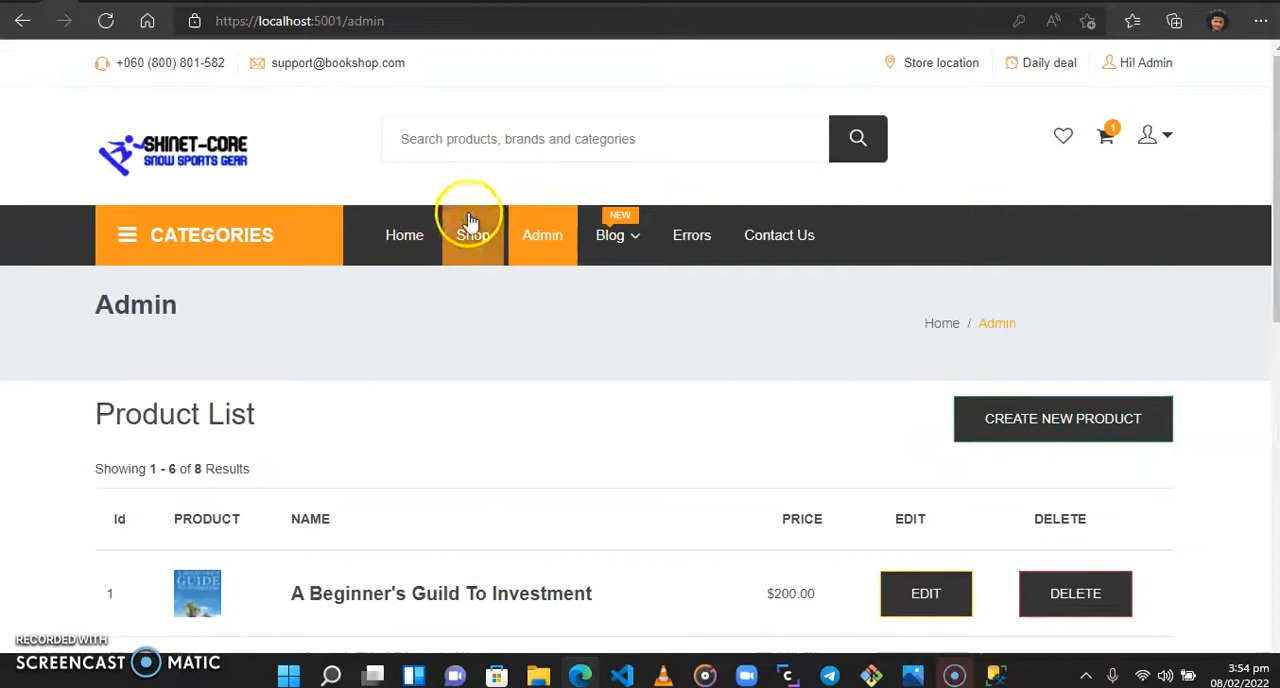 https://localhost:5001/admin
+060 (800) 801-582 support@bookshop.com Store location Daily deal Hi! Admin
SHINET-CORE
SNOW SPORTS GEAR
Search products, brands and categories
1
NEW
CATEGORIES Home Shop Admin Blog Errors Contact Us
Admin
Home / Admin
Product List
CREATE NEW PRODUCT
Showing 1 - 6 of 8 Results
Id PRODUCT NAME PRICE EDIT DELETE
GUIDE
1 A Beginner's Guild To Investment $200.00 EDIT DELETE
RECORDED WITH
SCREENCAST MATIC
3:54 pm
08/02/2022